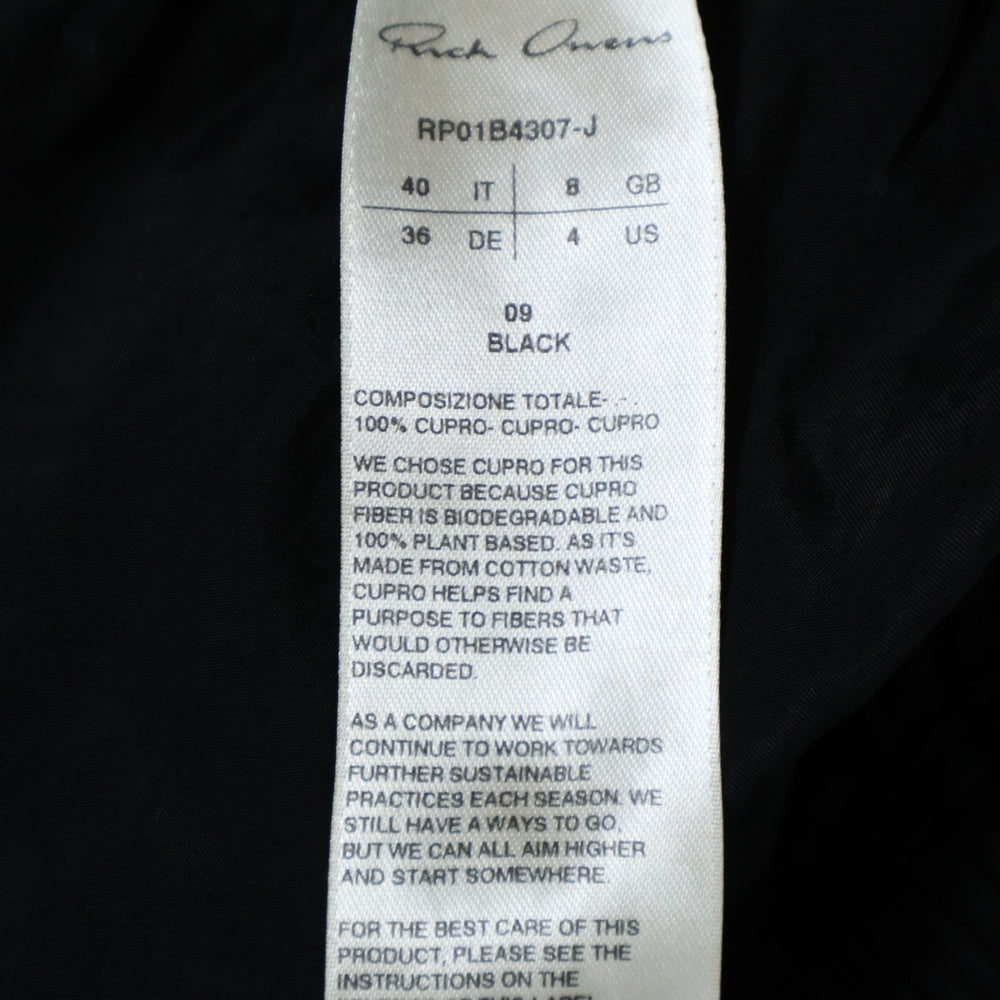 Rick Owens
RP01B4307-J
40 IT 8 GB
36 DE 4 US
09
BLACK
COMPOSIZIONE TOTALE- .- .
100% CUPRO- CUPRO- CUPRO
WE CHOSE CUPRO FOR THIS
PRODUCT BECAUSE CUPRO
FIBER IS BIODEGRADABLE AND
100% PLANT BASED. AS IT'S
MADE FROM COTTON WASTE,
CUPRO HELPS FIND A
PURPOSE TO FIBERS THAT
WOULD OTHERWISE BE
DISCARDED.
AS A COMPANY WE WILL
CONTINUE TO WORK TOWARDS
FURTHER SUSTAINABLE
PRACTICES EACH SEASON. WE
STILL HAVE A WAYS TO GO,
BUT WE CAN ALL AIM HIGHER
AND START SOMEWHERE.
FOR THE BEST CARE OF THIS
PRODUCT, PLEASE SEE THE
INSTRUCTIONS ON THE
THIS LABEL